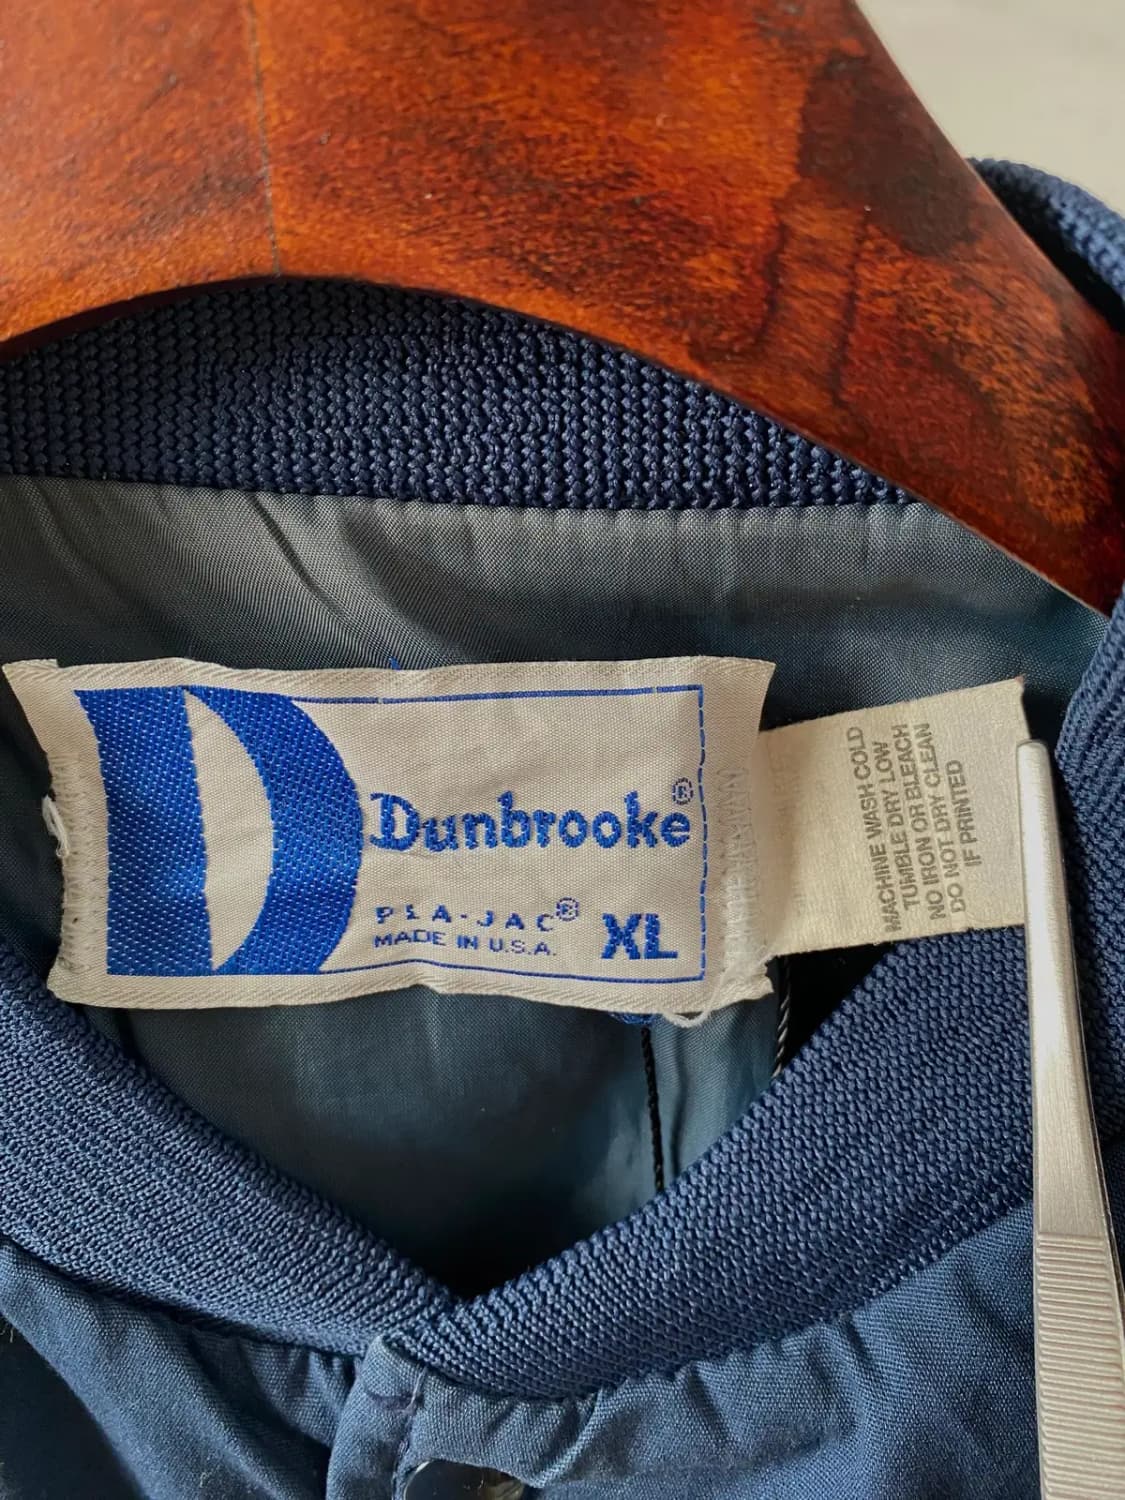 Dunbrooke®
PLA-JAC®
MADE IN U.S.A.
XL
MACHINE WASH COLD
TUMBLE DRY LOW
NO IRON OR BLEACH
DO NOT DRY CLEAN
IF PRINTED